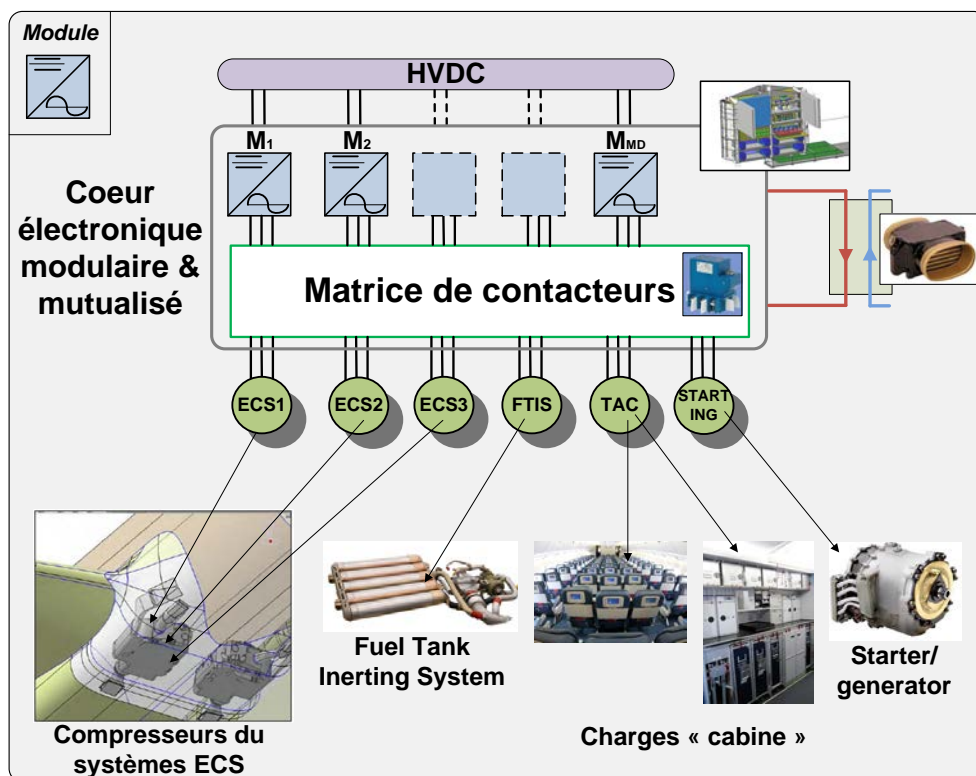 Module
HVDC
M1
M2
MMD
Coeur
électronique
modulaire &
mutualisé
Matrice de contacteurs
ECS1
ECS2
ECS3
FTIS
TAC
START
ING
Fuel Tank
Inerting System
Starter/
generator
Compresseurs du
systèmes ECS
Charges « cabine »